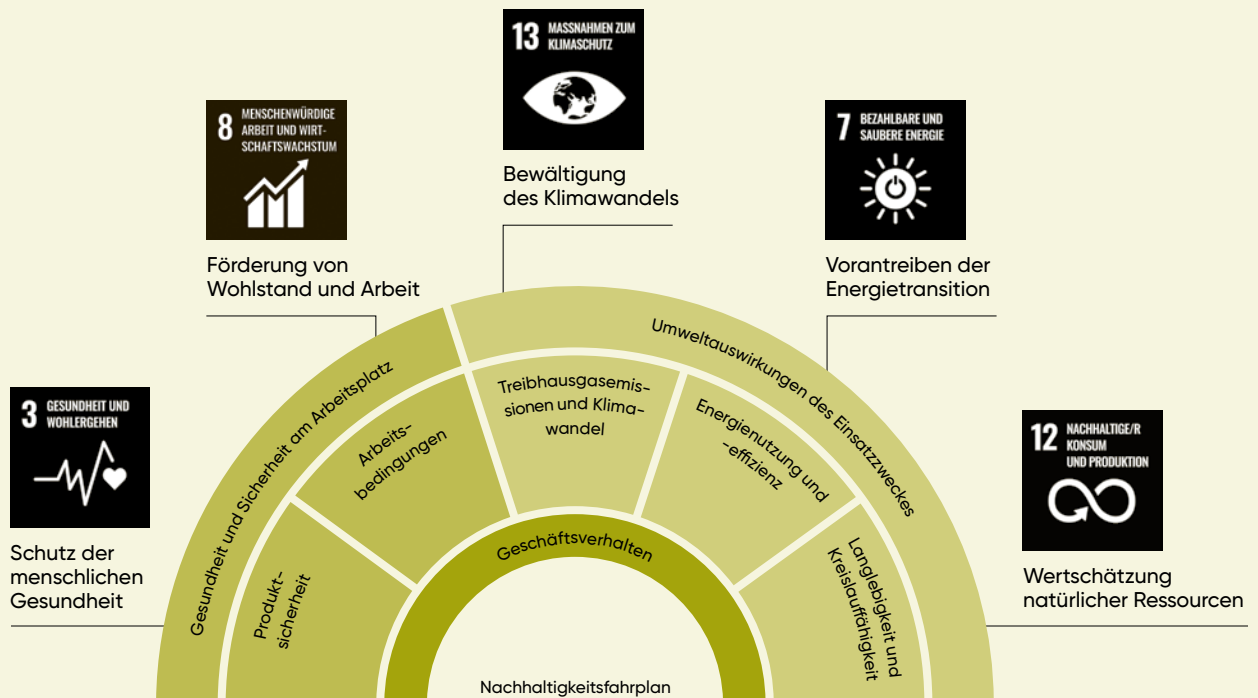 13 MASSNAHMEN ZUM
KLIMASCHUTZ
Bewältigung
des Klimawandels
8 MENSCHENWÜRDIGE
ARBEIT UND WIRT-
SCHAFTSWACHSTUM
Förderung von
Wohlstand und Arbeit
7 BEZAHLBARE UND
SAUBERE ENERGIE
Vorantreiben der
Energietransition
3 GESUNDHEIT UND
WOHLERGEHEN
Schutz der
menschlichen
Gesundheit
12 NACHHALTIGE/R
KONSUM
UND PRODUKTION
Wertschätzung
natürlicher Ressourcen
Gesundheit und Sicherheit am Arbeitsplatz
Umweltauswirkungen des Einsatzzweckes
Produkt-
sicherheit
Arbeits-
bedingungen
Treibhausgasemis-
sionen und Klima-
wandel
Energienutzung und
-effizienz
Langlebigkeit und
Kreislauffähigkeit
Geschäftsverhalten
Nachhaltigkeitsfahrplan